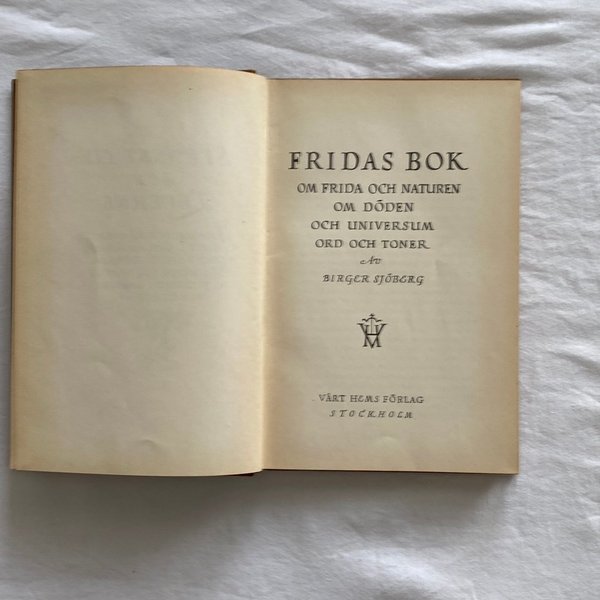 FRIDAS BOK
OM FRIDA OCH NATUREN
OM DÖDEN
OCH UNIVERSUM
ORD OCH TONER
AV
BIRGER SJÖBERG
VÅRT HEMS FÖRLAG
STOCKHOLM